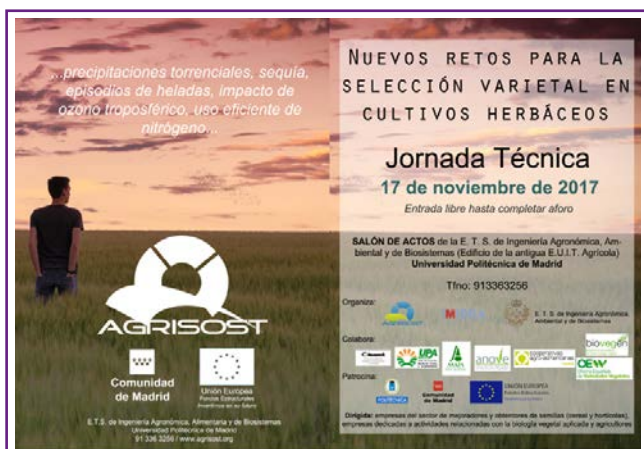 ...precipitaciones torrenciales, sequía,
episodios de heladas, impacto de
ozono troposférico, uso eficiente de
nitrógeno...
AGRISOST
Comunidad
de Madrid
Unión Europea
Fondos Estructurales
E.T.S. de Ingeniería Agronómica, Alimentaria y de Biosistemas
Universidad Politécnica de Madrid
91 336 3256 / www.agrisost.org
NUEVOS RETOS PARA LA
SELECCIÓN VARIETAL EN
CULTIVOS HERBÁCEOS
Jornada Técnica
17 de noviembre de 2017
Entrada libre hasta completar aforo
SALÓN DE ACTOS de la E. T. S. de Ingeniería Agronómica, Am-
biental y de Biosistemas (Edificio de la antigua E.U.I.T. Agrícola)
Universidad Politécnica de Madrid
Tfno: 913363256
Organiza:
AGRISOST
E. T. S. de Ingeniería Agronómica,
Ambiental y de Biosistemas
Colabora:
biovegen
UPA
anove
cooperativas
OEVV
Patrocina:
POLITÉCNICA
Comunidad
de Madrid
UNIÓN EUROPEA
Dirigida: empresas del sector de mejoradores y obtentores de semillas (cereal y hortícolas),
empresas dedicadas a actividades relacionadas con la biología vegetal aplicada y agricultores